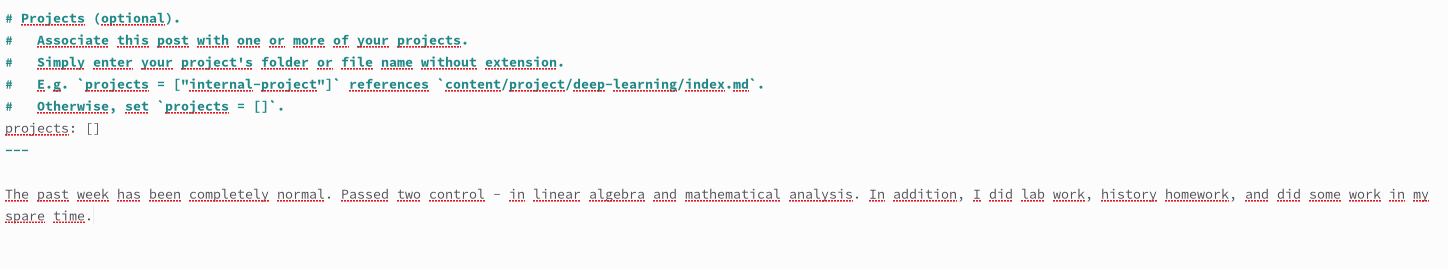 # Projects (optional).
#   Associate this post with one or more of your projects.
#   Simply enter your project's folder or file name without extension.
#   E.g. `projects = ["internal-project"]` references `content/project/deep-learning/index.md`.
#   Otherwise, set `projects = []`.
projects: []
---
The past week has been completely normal. Passed two control - in linear algebra and mathematical analysis. In addition, I did lab work, history homework, and did some work in my
spare time.